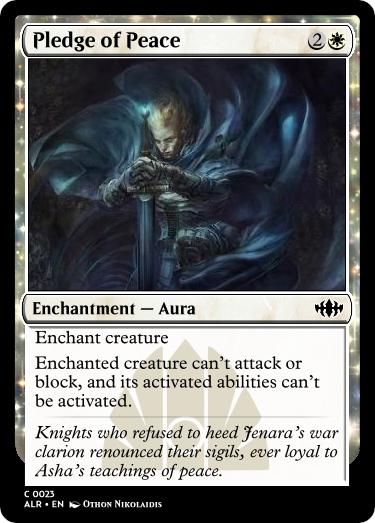 Pledge of Peace 2
Enchantment — Aura
Enchant creature
Enchanted creature can't attack or
block, and its activated abilities can't
be activated.
Knights who refused to heed Jenara's war
clarion renounced their sigils, ever loyal to
Asha's teachings of peace.
C 0023
ALR • EN Othon Nikolaidis